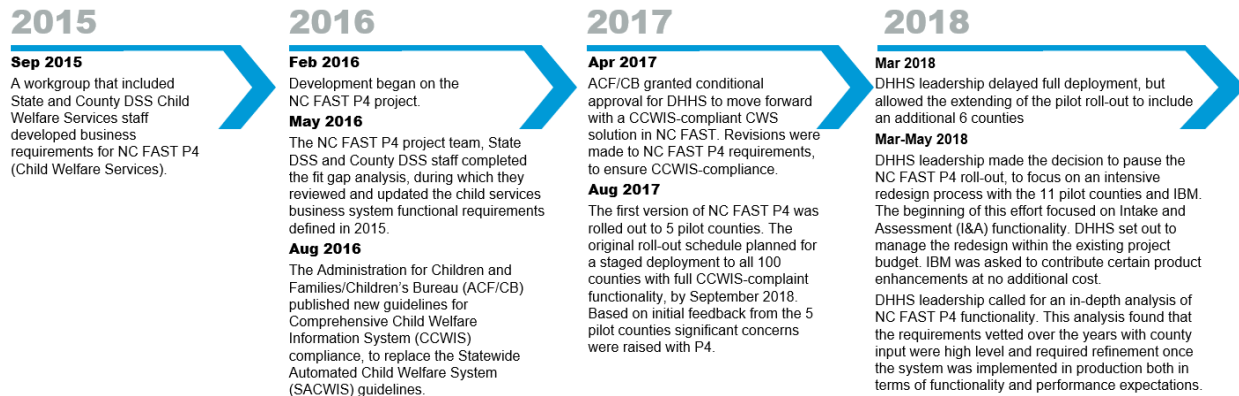 2015
Sep 2015
A workgroup that included
State and County DSS Child
Welfare Services staff
developed business
requirements for NC FAST P4
(Child Welfare Services).
2016
Feb 2016
Development began on the
NC FAST P4 project.
May 2016
The NC FAST P4 project team, State
DSS and County DSS staff completed
the fit gap analysis, during which they
reviewed and updated the child services
business system functional requirements
defined in 2015.
Aug 2016
The Administration for Children and
Families/Children's Bureau (ACF/CB)
published new guidelines for
Comprehensive Child Welfare
Information System (CCWIS)
compliance, to replace the Statewide
Automated Child Welfare System
(SACWIS) guidelines.
2017
Apr 2017
ACF/CB granted conditional
approval for DHHS to move forward
with a CCWIS-compliant CWS
solution in NC FAST. Revisions were
made to NC FAST P4 requirements,
to ensure CCWIS-compliance.
Aug 2017
The first version of NC FAST P4 was
rolled out to 5 pilot counties. The
original roll-out schedule planned for
a staged deployment to all 100
counties with full CCWIS-complaint
functionality, by September 2018.
Based on initial feedback from the 5
pilot counties significant concerns
were raised with P4.
2018
Mar 2018
DHHS leadership delayed full deployment, but
allowed the extending of the pilot roll-out to include
an additional 6 counties
Mar-May 2018
DHHS leadership made the decision to pause the
NC FAST P4 roll-out, to focus on an intensive
redesign process with the 11 pilot counties and IBM.
The beginning of this effort focused on Intake and
Assessment (I&A) functionality. DHHS set out to
manage the redesign within the existing project
budget. IBM was asked to contribute certain product
enhancements at no additional cost.
DHHS leadership called for an in-depth analysis of
NC FAST P4 functionality. This analysis found that
the requirements vetted over the years with county
input were high level and required refinement once
the system was implemented in production both in
terms of functionality and performance expectations.